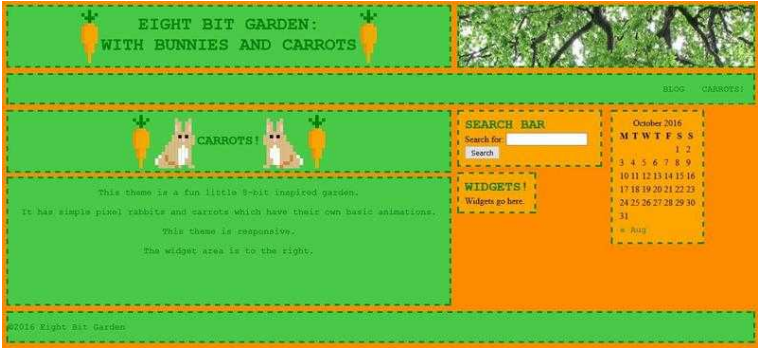 EIGHT BIT GARDEN:
WITH BUNNIES AND CARROTS
BLOG CARROTS!
CARROTS!
This theme is a fun little 8-bit inspired garden.
It has simple pixel rabbits and carrots which have their own basic animations.
This theme is responsive.
The widget area is to the right.
SEARCH BAR
Search for:
Search
WIDGETS!
Widgets go here.
October 2016
M T W T F S S
1 2
3 4 5 6 7 8 9
10 11 12 13 14 15 16
17 18 19 20 21 22 23
24 25 26 27 28 29 30
31
« Aug
©2016 Eight Bit Garden